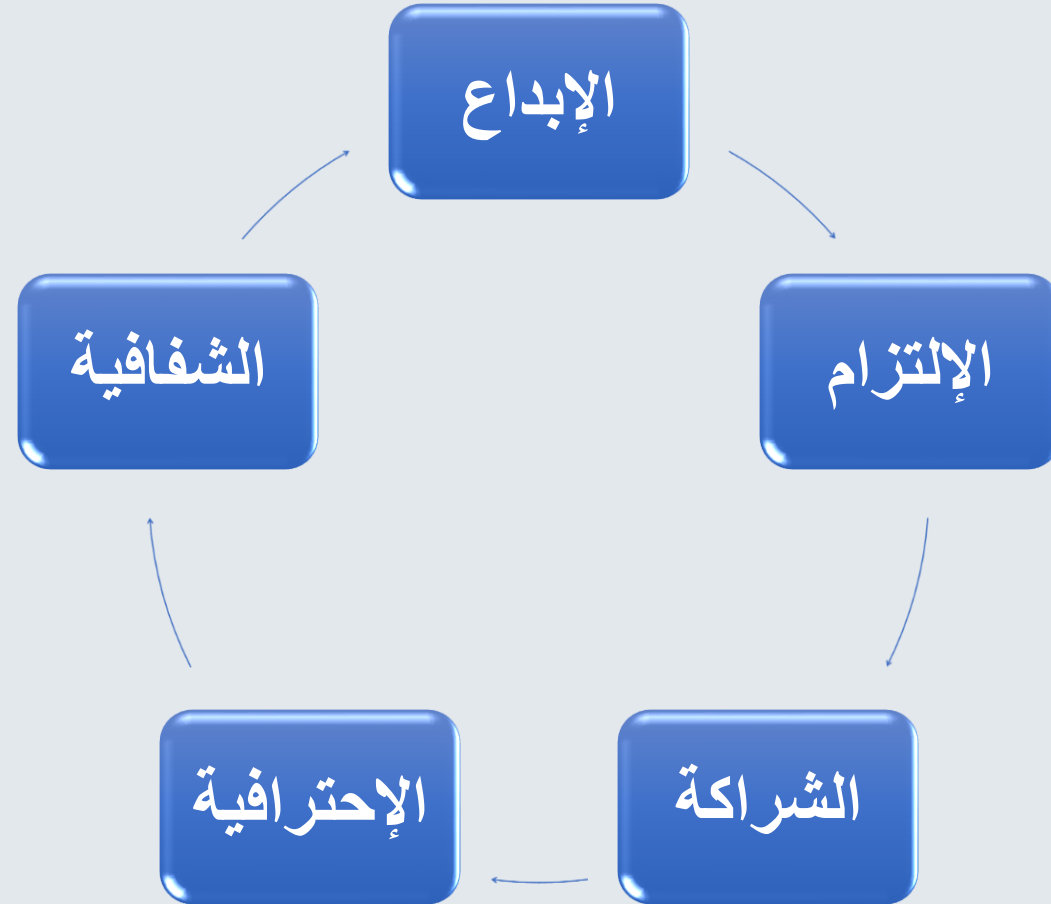 الإبداع
الإلتزام
الشراكة
الإحترافية
الشفافية